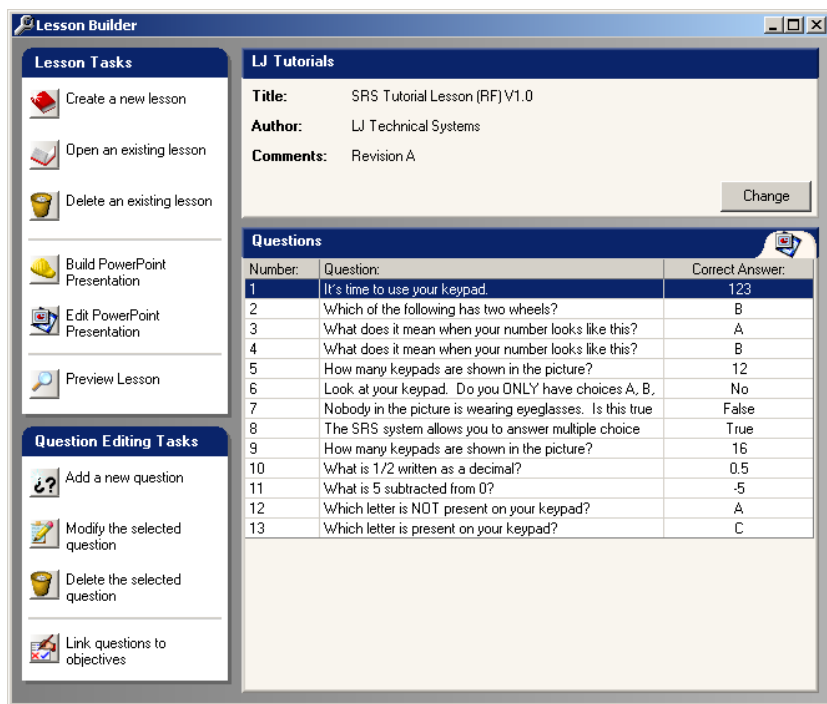 Lesson Builder
Lesson Tasks
Create a new lesson
Open an existing lesson
Delete an existing lesson
Build PowerPoint
Presentation
Edit PowerPoint
Presentation
Preview Lesson
Question Editing Tasks
Add a new question
Modify the selected
question
Delete the selected
question
Link questions to
objectives
LJ Tutorials
Title: SRS Tutorial Lesson (RF) V1.0
Author: LJ Technical Systems
Comments: Revision A
Change
Questions
Number: Question: Correct Answer:
1 It's time to use your keypad. 123
2 Which of the following has two wheels? B
3 What does it mean when your number looks like this? A
4 What does it mean when your number looks like this? B
5 How many keypads are shown in the picture? 12
6 Look at your keypad. Do you ONLY have choices A, B, No
7 Nobody in the picture is wearing eyeglasses. Is this true False
8 The SRS system allows you to answer multiple choice True
9 How many keypads are shown in the picture? 16
10 What is 1/2 written as a decimal? 0.5
11 What is 5 subtracted from 0? -5
12 Which letter is NOT present on your keypad? A
13 Which letter is present on your keypad? C